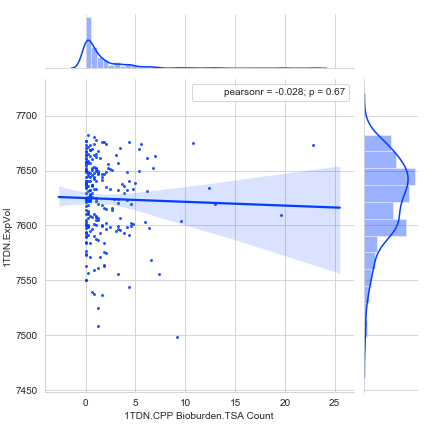 pearsonr = -0.028; p = 0.67
7700
7650
7600
7550
7500
7450
1TDN.ExpVol
0 5 10 15 20 25
1TDN.CPP Bioburden.TSA Count